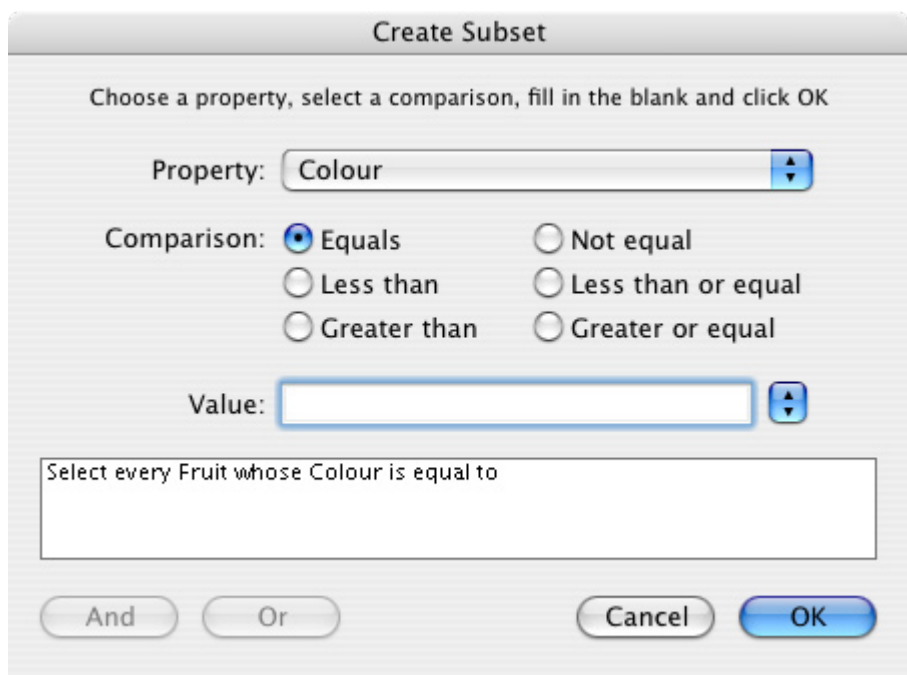 Create Subset
Choose a property, select a comparison, fill in the blank and click OK
Property: Colour
Comparison: Equals Not equal
Less than Less than or equal
Greater than Greater or equal
Value:
Select every Fruit whose Colour is equal to
And Or Cancel OK